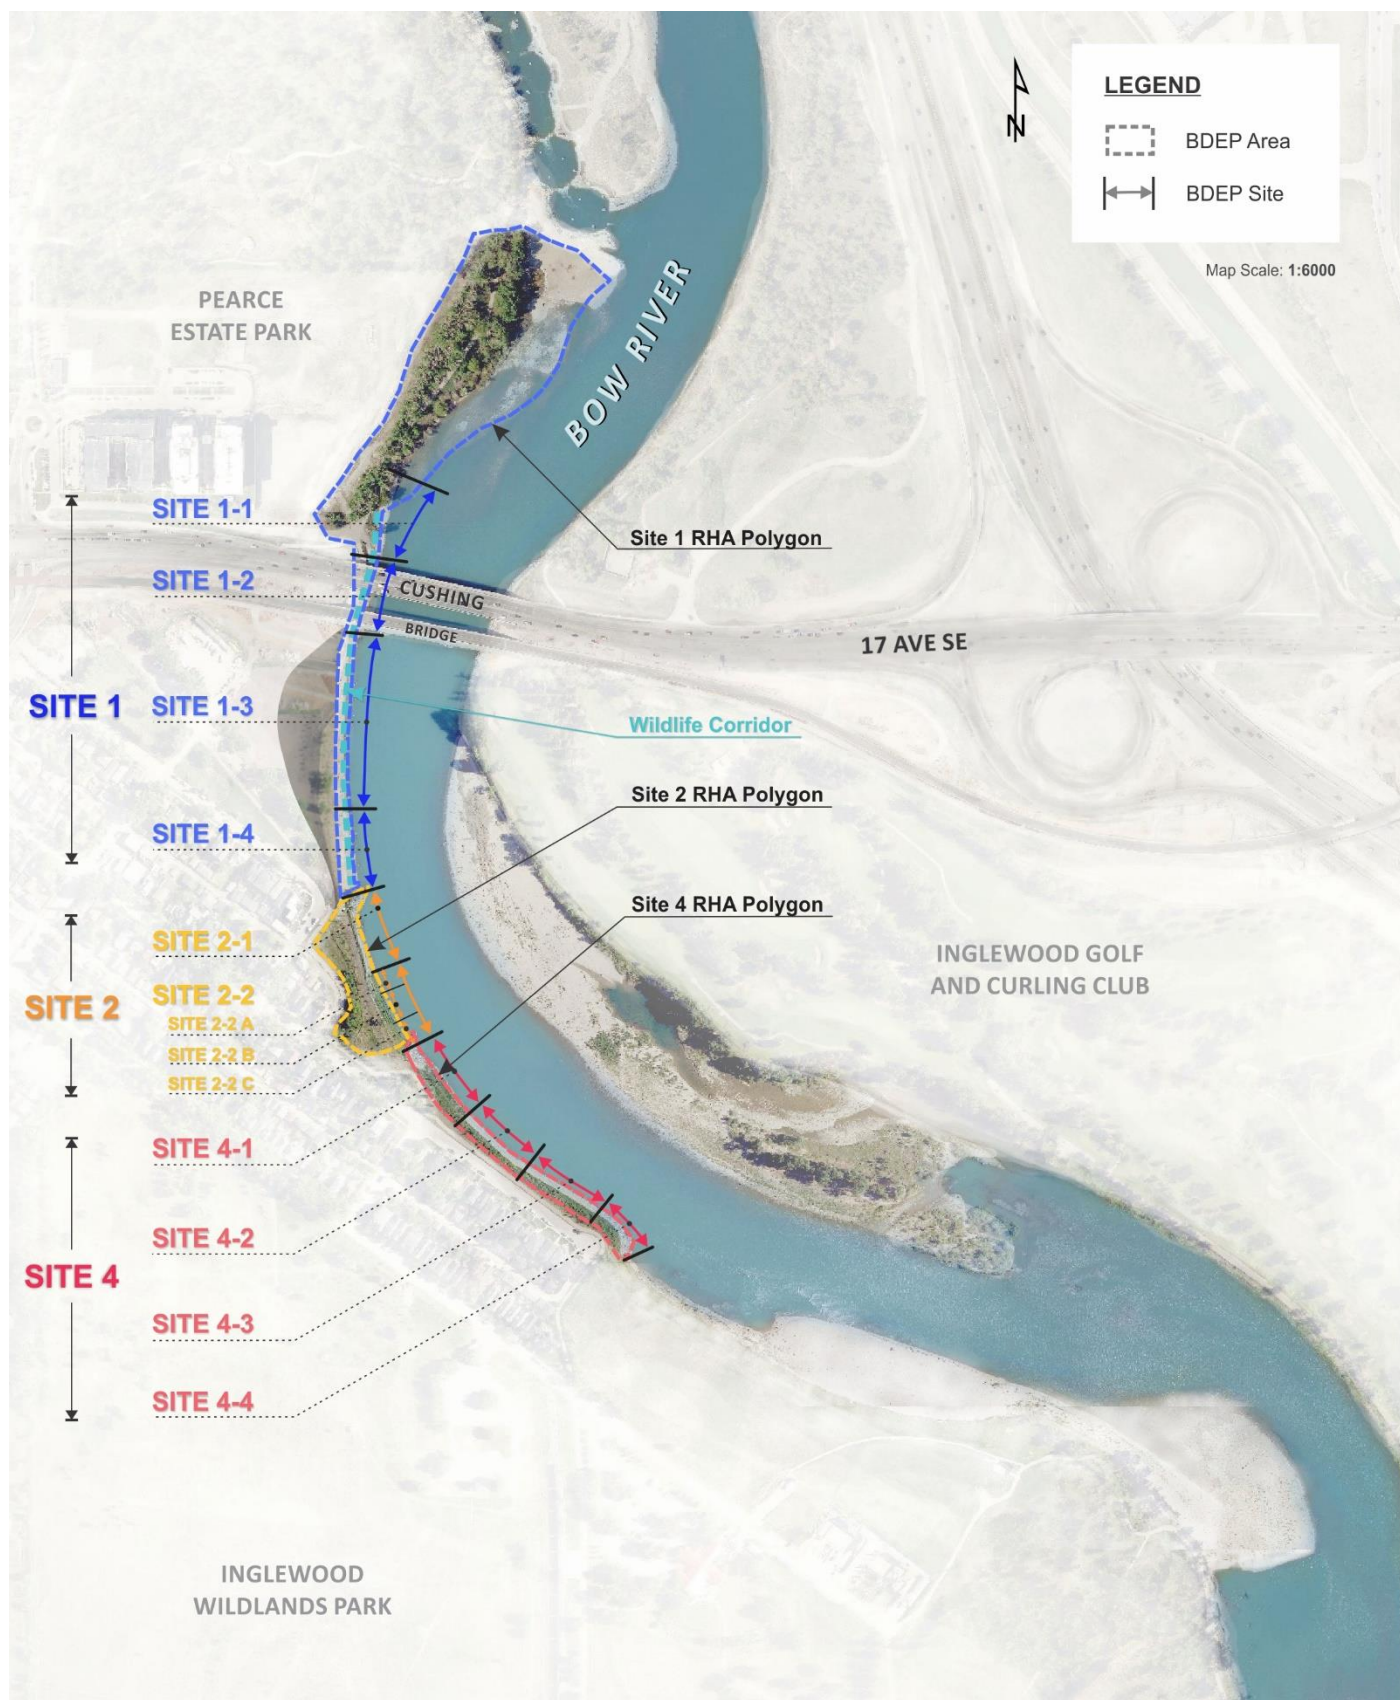 LEGEND
BDEP Area
BDEP Site
N
Map Scale: 1:6000
PEARCE
ESTATE PARK
BOW RIVER
SITE 1-1
Site 1 RHA Polygon
SITE 1-2
CUSHING
BRIDGE
17 AVE SE
SITE 1
SITE 1-3
Wildlife Corridor
Site 2 RHA Polygon
SITE 1-4
Site 4 RHA Polygon
SITE 2-1
INGLEWOOD GOLF
AND CURLING CLUB
SITE 2
SITE 2-2
SITE 2-2 A
SITE 2-2 B
SITE 2-2 C
SITE 4-1
SITE 4-2
SITE 4
SITE 4-3
SITE 4-4
INGLEWOOD
WILDLANDS PARK